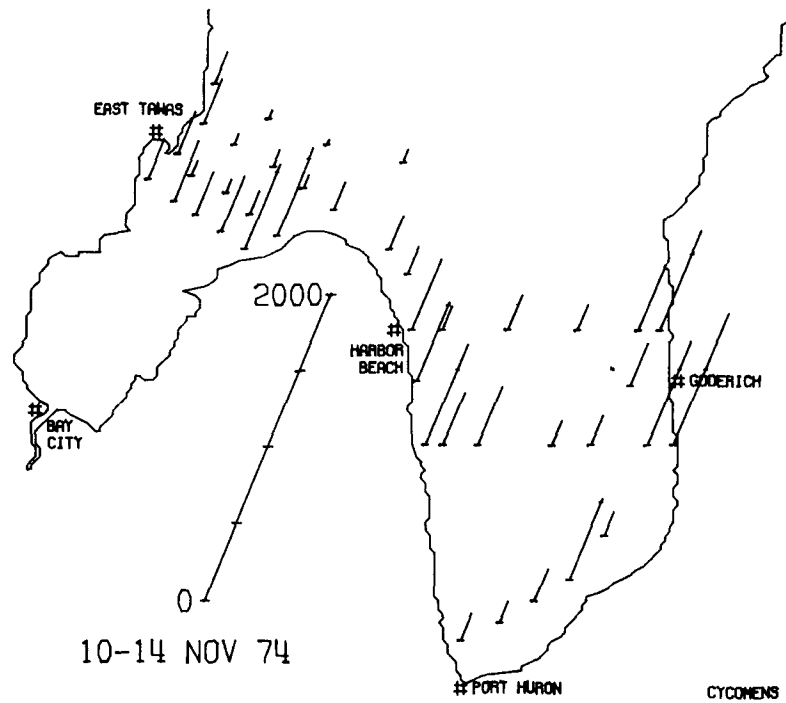 EAST TAWAS
2000
HARBOR
BEACH
GODERICH
BAY
CITY
0
10-14 NOV 74
PORT HURON
CYCOMENS